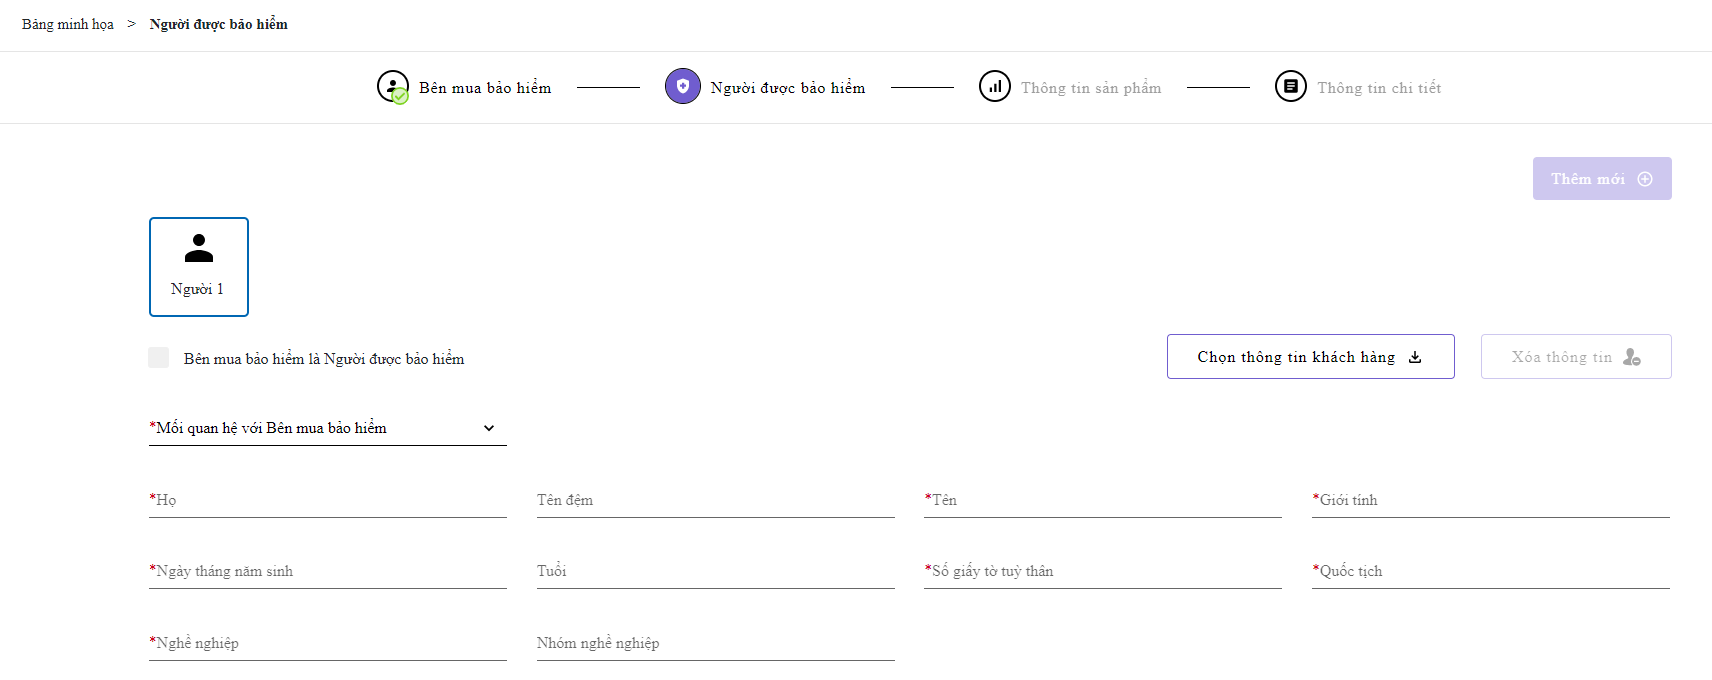 Bảng minh họa > Người được bảo hiểm
Bên mua bảo hiểm Người được bảo hiểm Thông tin sản phẩm Thông tin chi tiết
Thêm mới
Người 1
Bên mua bảo hiểm là Người được bảo hiểm Chọn thông tin khách hàng Xóa thông tin
*Mối quan hệ với Bên mua bảo hiểm
*Họ Tên đệm *Tên *Giới tính
*Ngày tháng năm sinh Tuổi *Số giấy tờ tuỳ thân *Quốc tịch
*Nghề nghiệp Nhóm nghề nghiệp